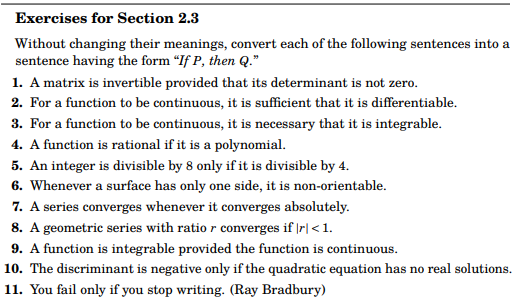 Exercises for Section 2.3
Without changing their meanings, convert each of the following sentences into a
sentence having the form “If P, then Q.”
1. A matrix is invertible provided that its determinant is not zero.
2. For a function to be continuous, it is sufficient that it is differentiable.
3. For a function to be continuous, it is necessary that it is integrable.
4. A function is rational if it is a polynomial.
5. An integer is divisible by 8 only if it is divisible by 4.
6. Whenever a surface has only one side, it is non-orientable.
7. A series converges whenever it converges absolutely.
8. A geometric series with ratio r converges if |r| < 1.
9. A function is integrable provided the function is continuous.
10. The discriminant is negative only if the quadratic equation has no real solutions.
11. You fail only if you stop writing. (Ray Bradbury)